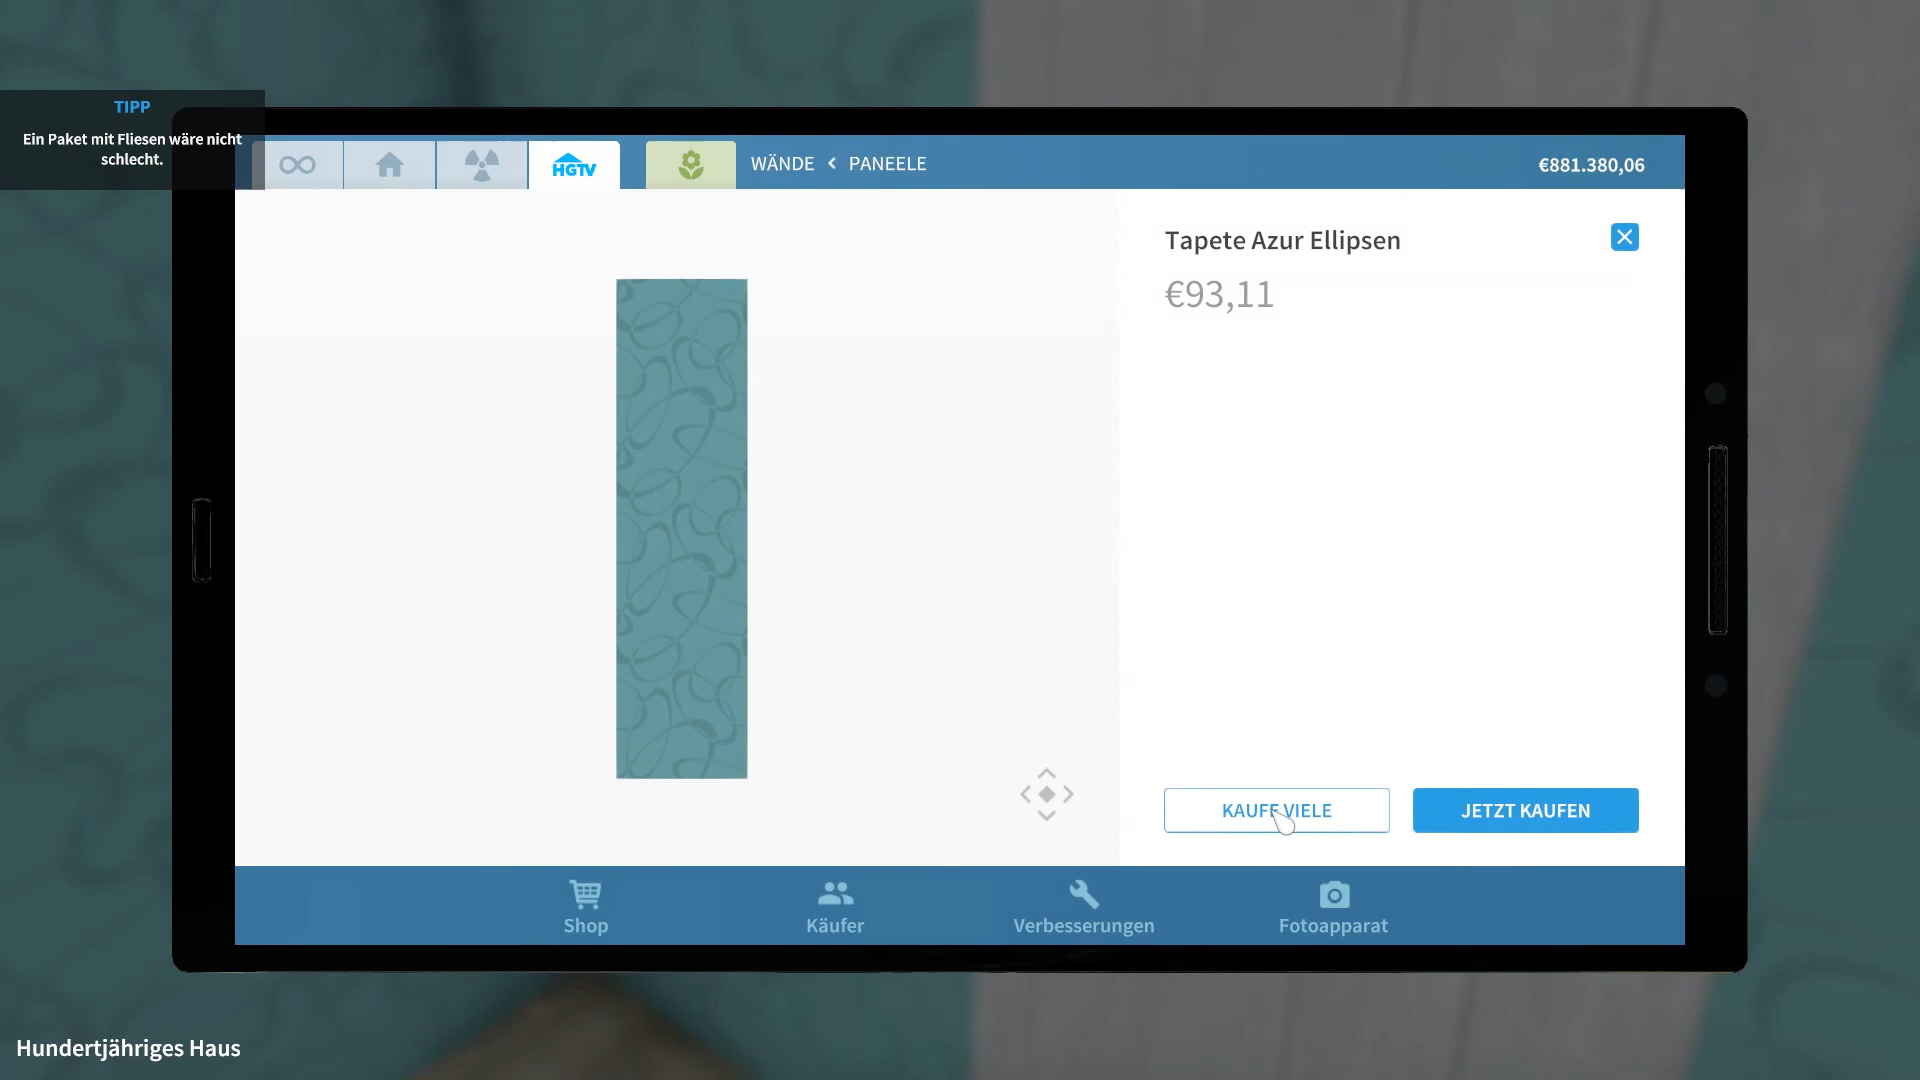 TIPP
Ein Paket mit Fliesen wäre nicht
schlecht.
HGTV
WÄNDE < PANEELE
€881.380,06
Tapete Azur Ellipsen
€93,11
KAUFE VIELE
JETZT KAUFEN
Shop
Käufer
Verbesserungen
Fotoapparat
Hundertjähriges Haus